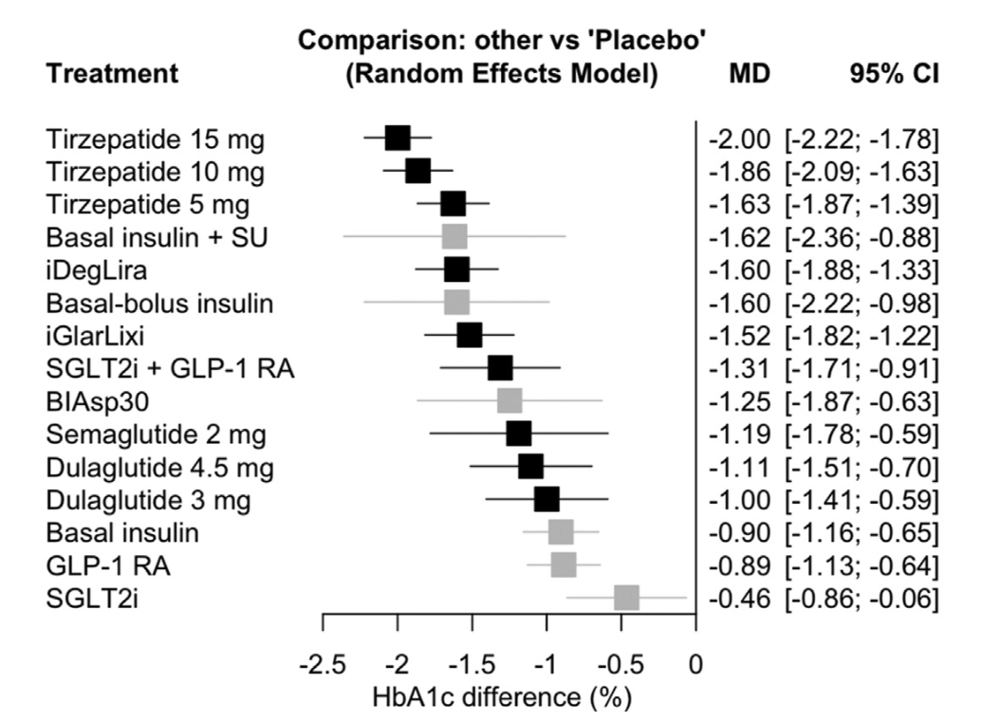 Comparison: other vs 'Placebo'
Treatment (Random Effects Model) MD 95% CI
Tirzepatide 15 mg -2.00 [-2.22; -1.78]
Tirzepatide 10 mg -1.86 [-2.09; -1.63]
Tirzepatide 5 mg -1.63 [-1.87; -1.39]
Basal insulin + SU -1.62 [-2.36; -0.88]
iDegLira -1.60 [-1.88; -1.33]
Basal-bolus insulin -1.60 [-2.22; -0.98]
iGlarLixi -1.52 [-1.82; -1.22]
SGLT2i + GLP-1 RA -1.31 [-1.71; -0.91]
BIAsp30 -1.25 [-1.87; -0.63]
Semaglutide 2 mg -1.19 [-1.78; -0.59]
Dulaglutide 4.5 mg -1.11 [-1.51; -0.70]
Dulaglutide 3 mg -1.00 [-1.41; -0.59]
Basal insulin -0.90 [-1.16; -0.65]
GLP-1 RA -0.89 [-1.13; -0.64]
SGLT2i -0.46 [-0.86; -0.06]
-2.5 -2 -1.5 -1 -0.5 0
HbA1c difference (%)